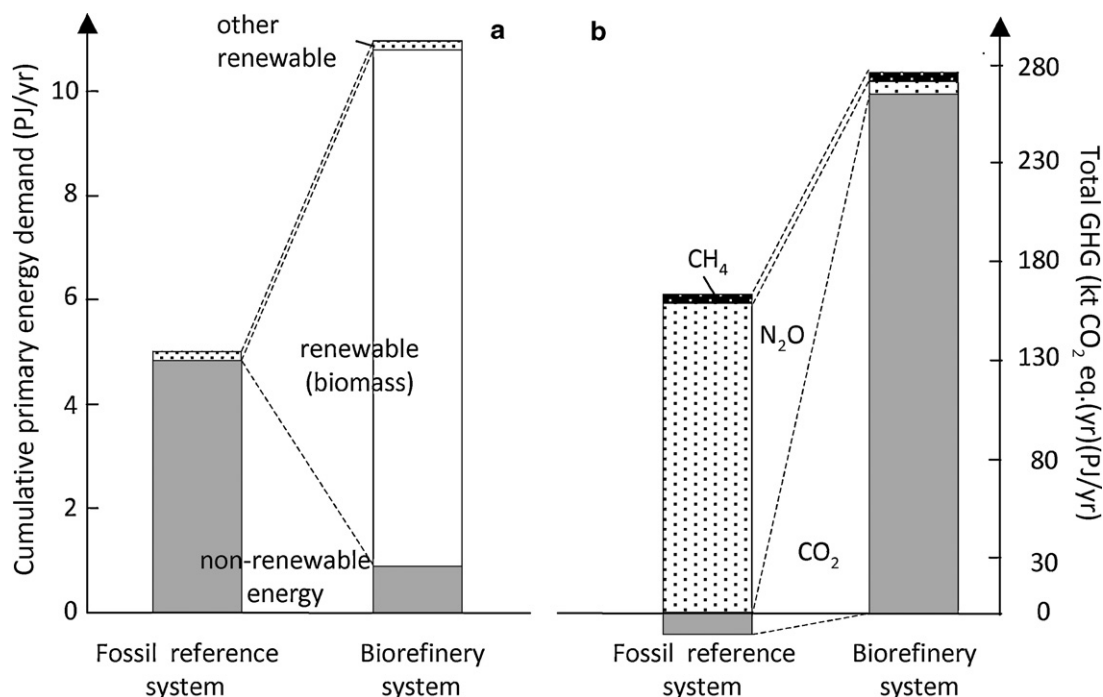 a
Cumulative primary energy demand (PJ/yr)
10
8
6
4
2
0
other
renewable
renewable
(biomass)
non-renewable
energy
Fossil reference
system
Biorefinery
system
b
CH₄
N₂O
CO₂
280
230
180
130
80
30
0
Total GHG (kt CO₂ eq.(yr)(PJ/yr)
Fossil reference
system
Biorefinery
system